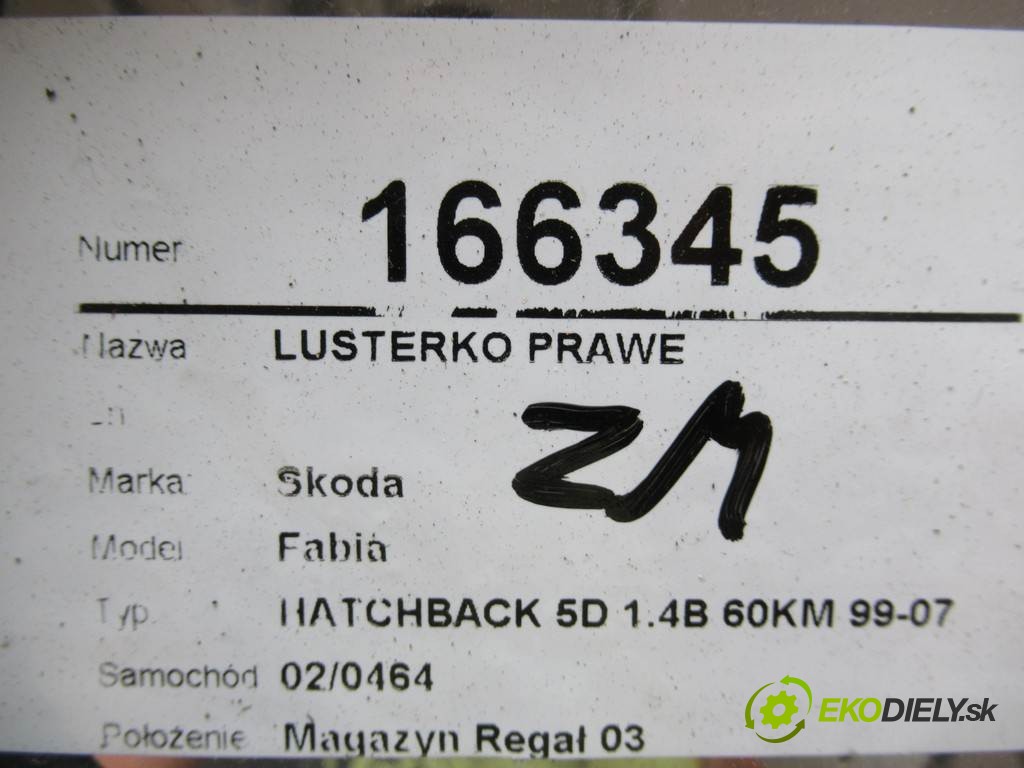 Numer 166345
Nazwa LUSTERKO PRAWE
ZM
Marka Skoda
Model Fabia
Typ HATCHBACK 5D 1.4B 60KM 99-07
Samochód 02/0464
Położenie Magazyn Regał 03
EKODIELY.sk